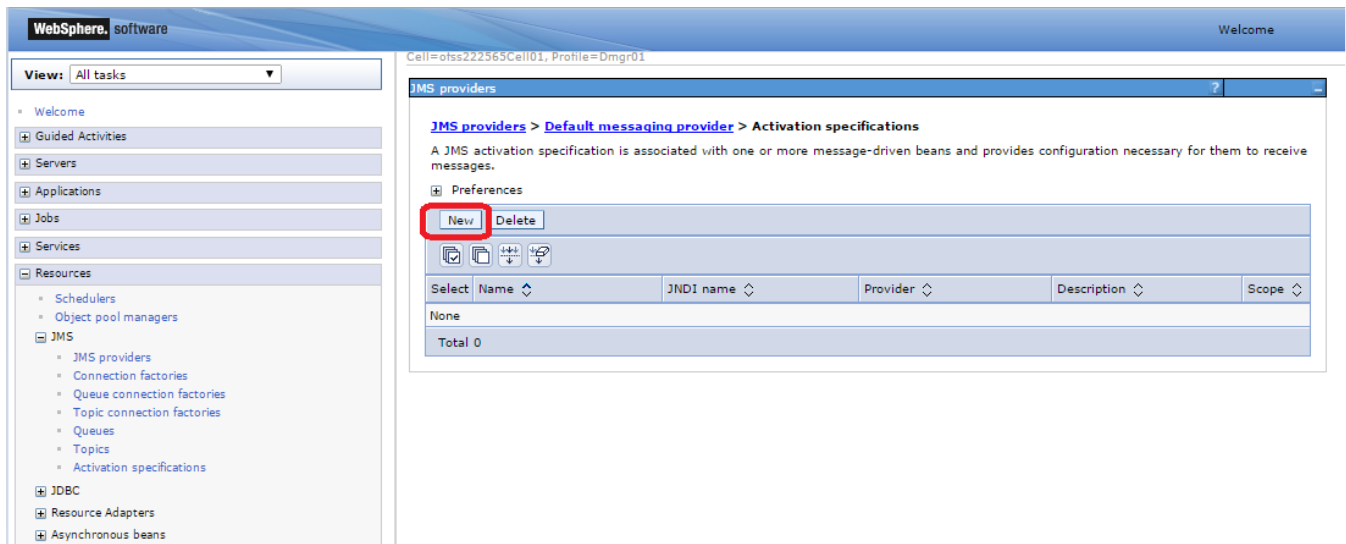 WebSphere. software
Welcome
Cell=ofss222565Cell01, Profile=Dmgr01
View: All tasks
Welcome
Guided Activities
Servers
Applications
Jobs
Services
Resources
Schedulers
Object pool managers
JMS
JMS providers
Connection factories
Queue connection factories
Topic connection factories
Queues
Topics
Activation specifications
JDBC
Resource Adapters
Asynchronous beans
JMS providers ?
JMS providers > Default messaging provider > Activation specifications
A JMS activation specification is associated with one or more message-driven beans and provides configuration necessary for them to receive
messages.
Preferences
New Delete
Select Name JNDI name Provider Description Scope
None
Total 0